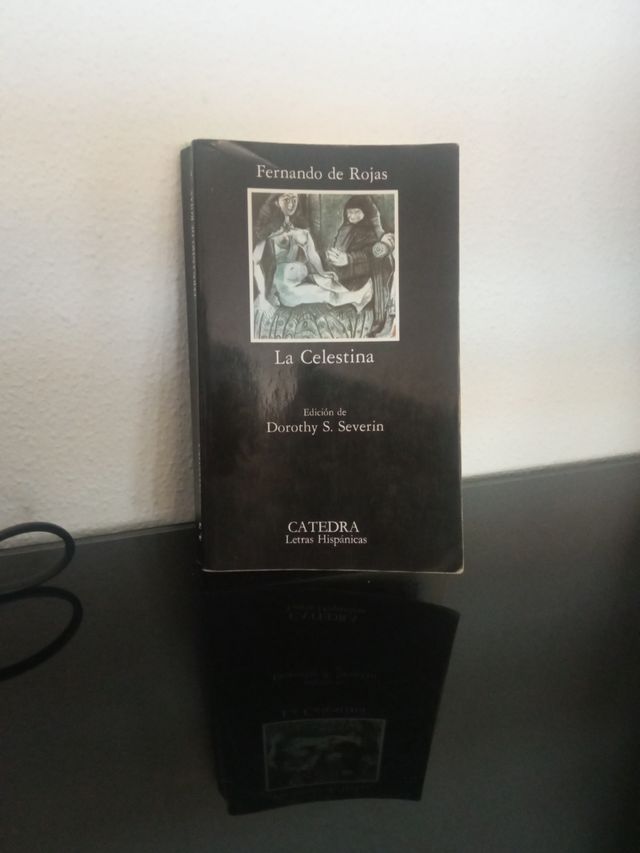 Fernando de Rojas
La Celestina
Edición de
Dorothy S. Severin
CATEDRA
Letras Hispánicas